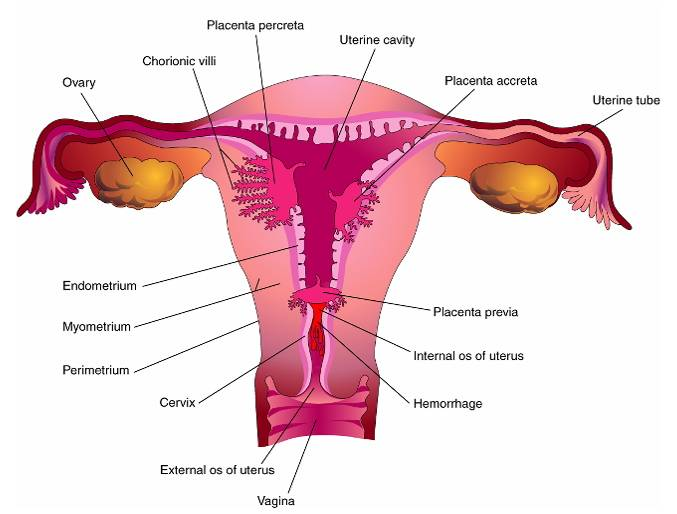 Placenta percreta
Uterine cavity
Chorionic villi
Ovary
Placenta accreta
Uterine tube
Endometrium
Placenta previa
Myometrium
Internal os of uterus
Perimetrium
Cervix
Hemorrhage
External os of uterus
Vagina